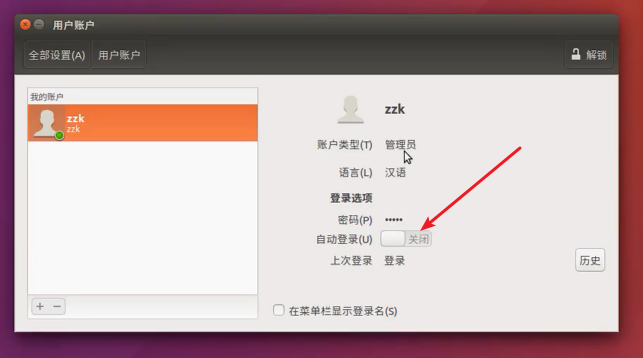 用户账户
全部设置(A) 用户账户 解锁
我的账户
zzk
zzk
zzk
账户类型(T) 管理员
语言(L) 汉语
登录选项
密码(P) •••••
自动登录(U) 关闭
上次登录 登录 历史
在菜单栏显示登录名(S)